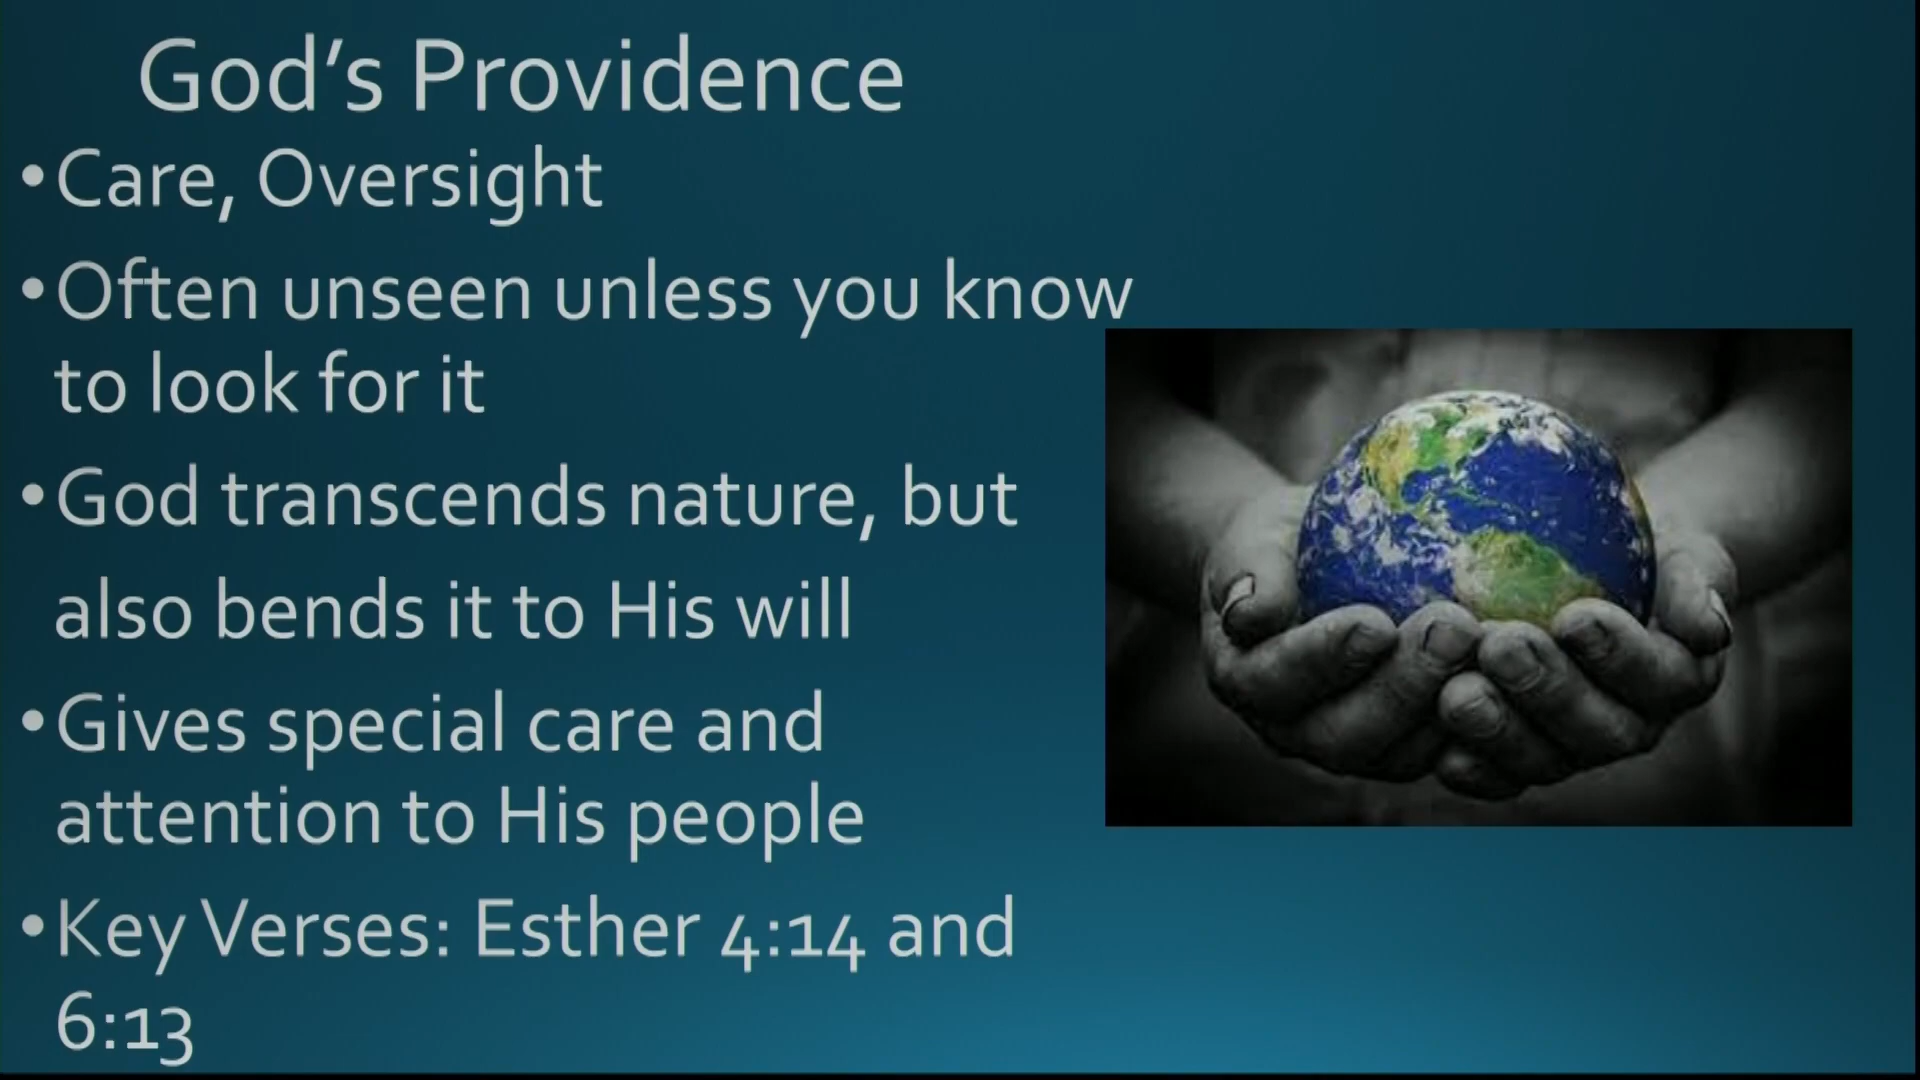 God’s Providence
•Care, Oversight
•Often unseen unless you know
to look for it
•God transcends nature, but
also bends it to His will
•Gives special care and
attention to His people
•Key Verses: Esther 4:14 and
6:13